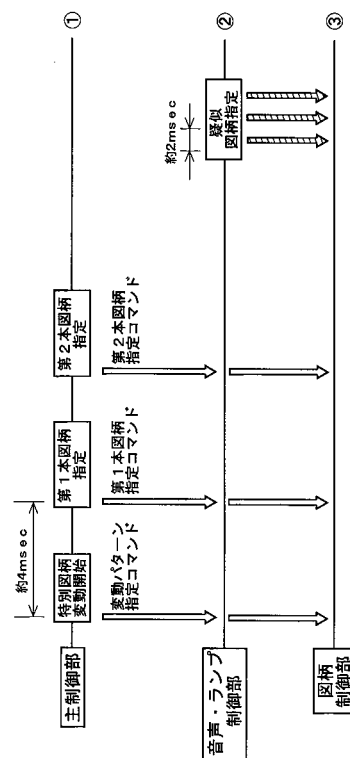 約4msec
特別図柄
変動開始
第1本図柄
指定
第2本図柄
指定
①
主制御部
変動パターン
指定コマンド
第1本図柄
指定コマンド
第2本図柄
指定コマンド
約2msec
疑似
図柄指定
②
音声・ランプ
制御部
図柄
制御部
③